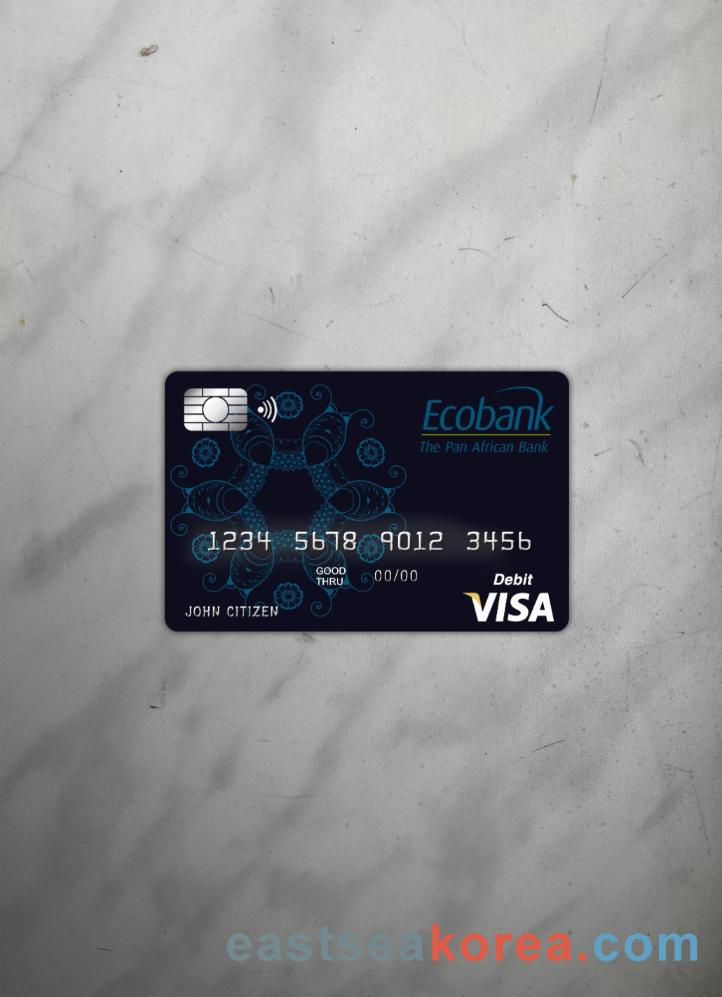 Ecobank
The Pan African Bank
1234 5678 9012 3456
GOOD
THRU
00/00
Debit
JOHN CITIZEN
VISA
eastseakorea.com